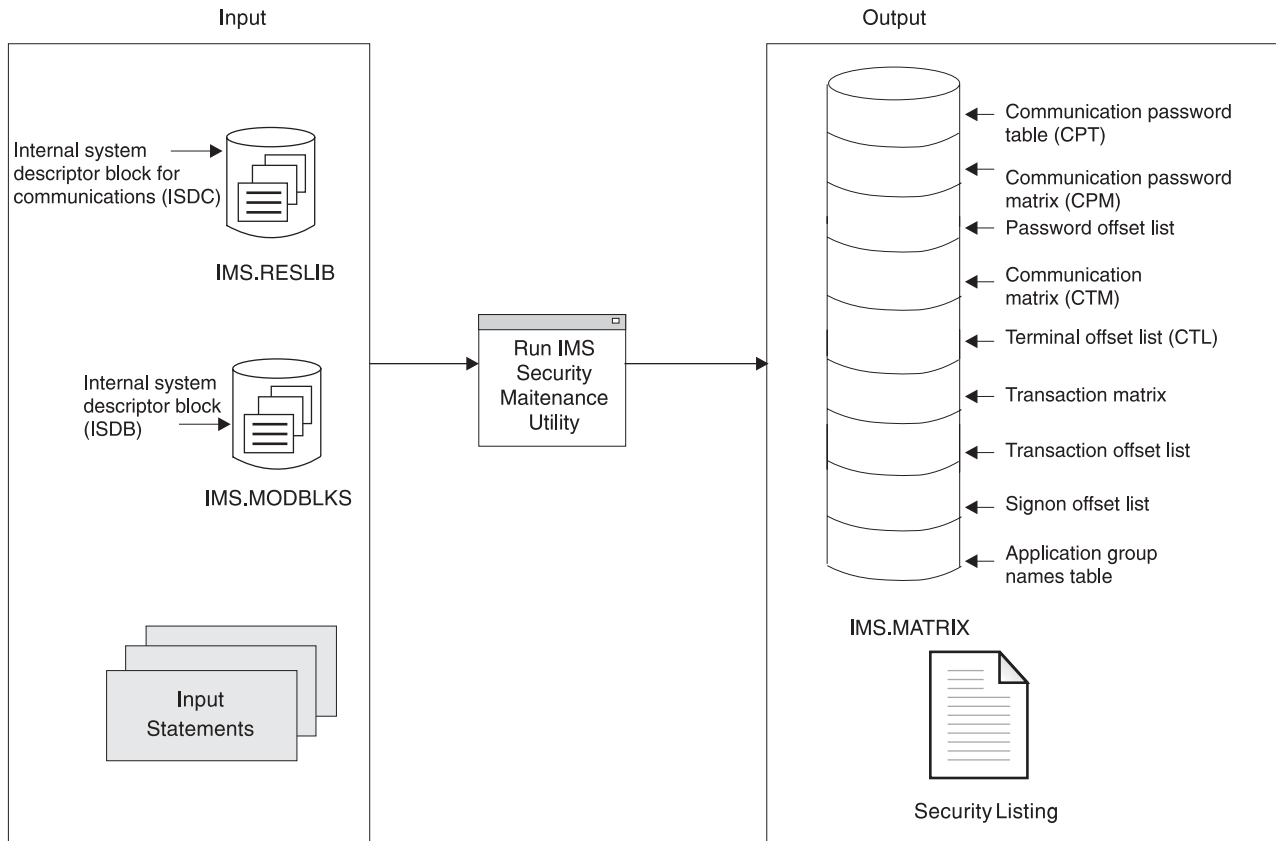 Input
Output
Internal system
descriptor block for
communications (ISDC)
IMS.RESLIB
Internal system
descriptor block
(ISDB)
IMS.MODBLKS
Input
Statements
Run IMS
Security
Maitenance
Utility
Communication password
table (CPT)
Communication password
matrix (CPM)
Password offset list
Communication
matrix (CTM)
Terminal offset list (CTL)
Transaction matrix
Transaction offset list
Signon offset list
Application group
names table
IMS.MATRIX
Security Listing